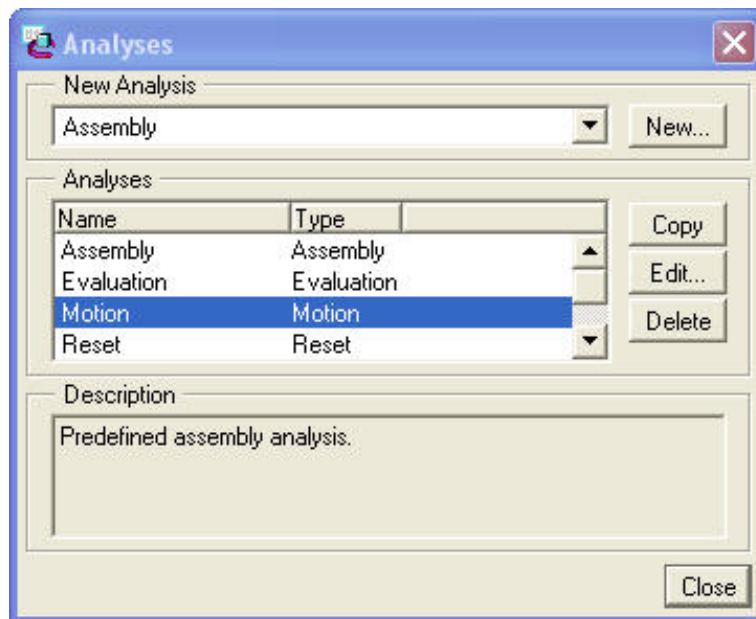 Analyses
New Analysis
Assembly New...
Analyses
Name Type Copy
Assembly Assembly
Evaluation Evaluation Edit...
Motion Motion Delete
Reset Reset
Description
Predefined assembly analysis.
Close